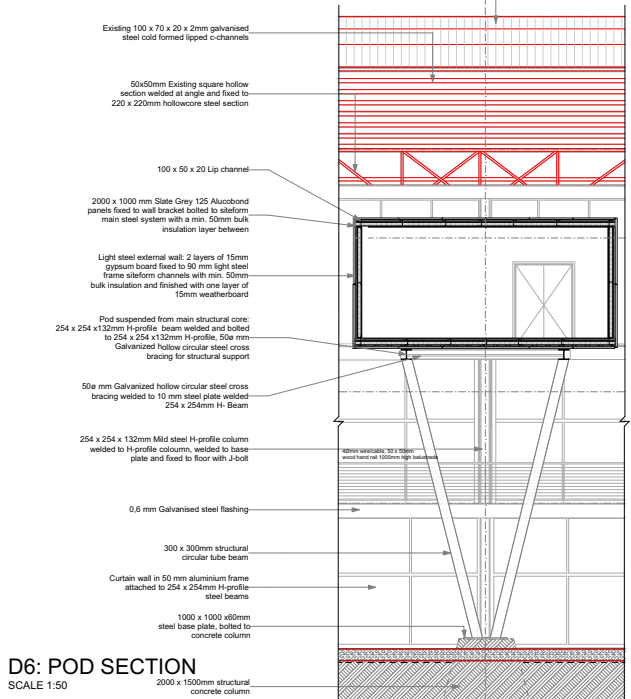 Existing 100 x 70 x 20 x 2mm galvanised
steel cold formed lipped c-channels
50x50mm Existing square hollow
section welded at angle and fixed to
220 x 220mm hollowcore steel section
100 x 50 x 20 Lip channel
2000 x 1000 mm Slate Grey 125 Alucobond
panels fixed to wall bracket bolted to siteform
main steel system with a min. 50mm bulk
insulation layer between
Light steel external wall: 2 layers of 15mm
gypsum board fixed to 90 mm light steel
frame siteform channels with min. 50mm
bulk insulation and finished with one layer of
15mm weatherboard
Pod suspended from main structural core:
254 x 254 x132mm H-profile beam welded and bolted
to 254 x 254 x132mm H-profile, 50ø mm
Galvanized hollow circular steel cross
bracing for structural support
50ø mm Galvanized hollow circular steel cross
bracing welded to 10 mm steel plate welded
254 x 254mm H- Beam
254 x 254 x 132mm Mild steel H-profile column
welded to H-profile coloumn, welded to base
plate and fixed to floor with J-bolt
wire/cable, 50 x 50mm
wood hand rail 1000mm high balustrade
0,6 mm Galvanised steel flashing
300 x 300mm structural
circular tube beam
Curtain wall in 50 mm aluminium frame
attached to 254 x 254mm H-profile
steel beams
1000 x 1000 x60mm
steel base plate, bolted to
concrete column
D6: POD SECTION
SCALE 1:50
2000 x 1500mm structural
concrete column